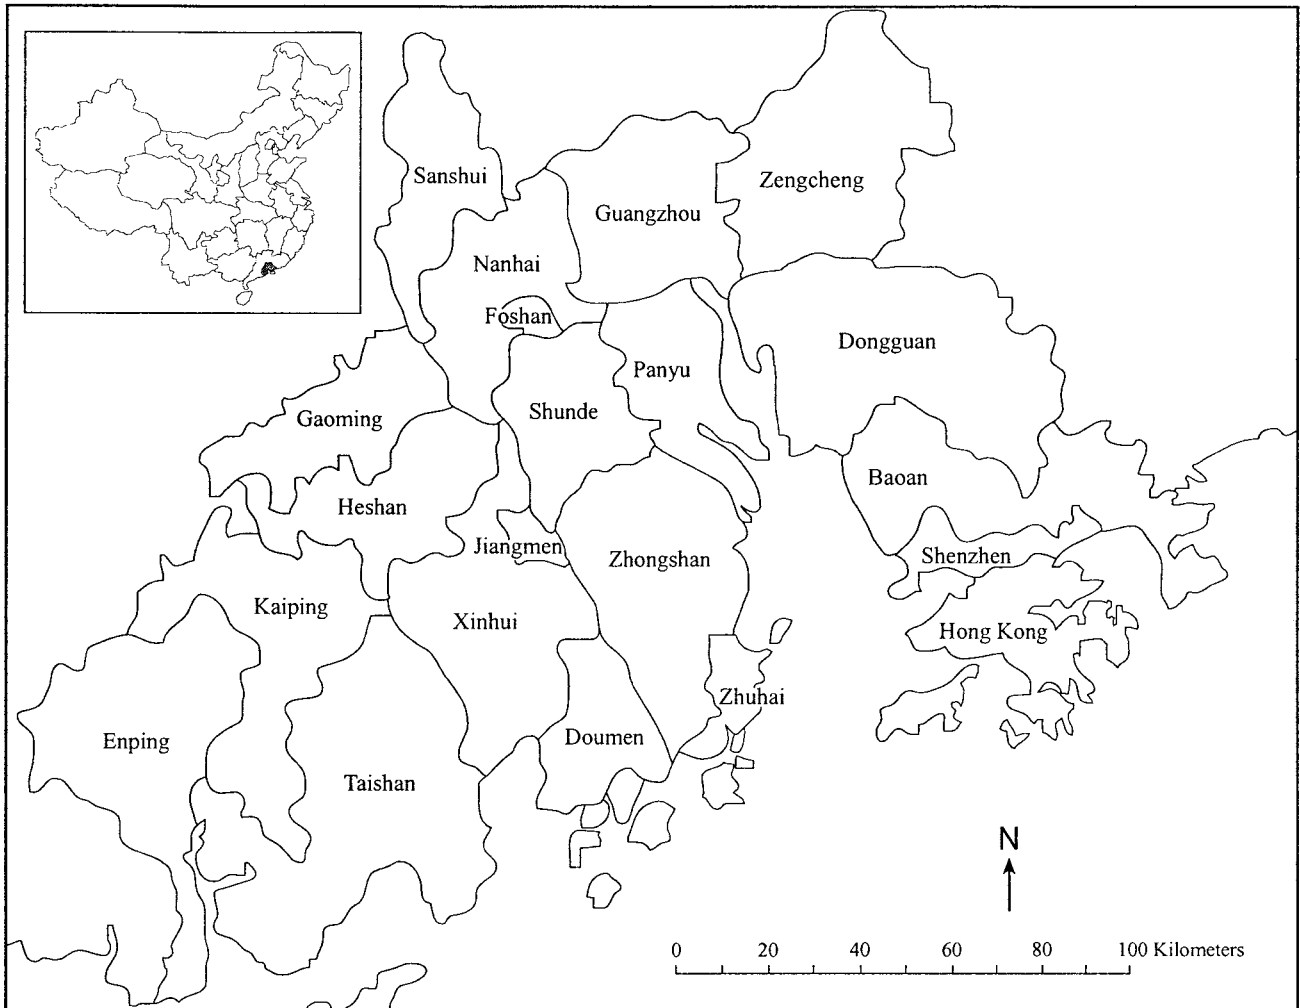 Sanshui
Zengcheng
Guangzhou
Nanhai
Foshan
Dongguan
Panyu
Shunde
Gaoming
Baoan
Heshan
Jiangmen
Shenzhen
Zhongshan
Kaiping
Xinhui
Hong Kong
Zhuhai
Doumen
Enping
Taishan
N
0 20 40 60 80 100 Kilometers